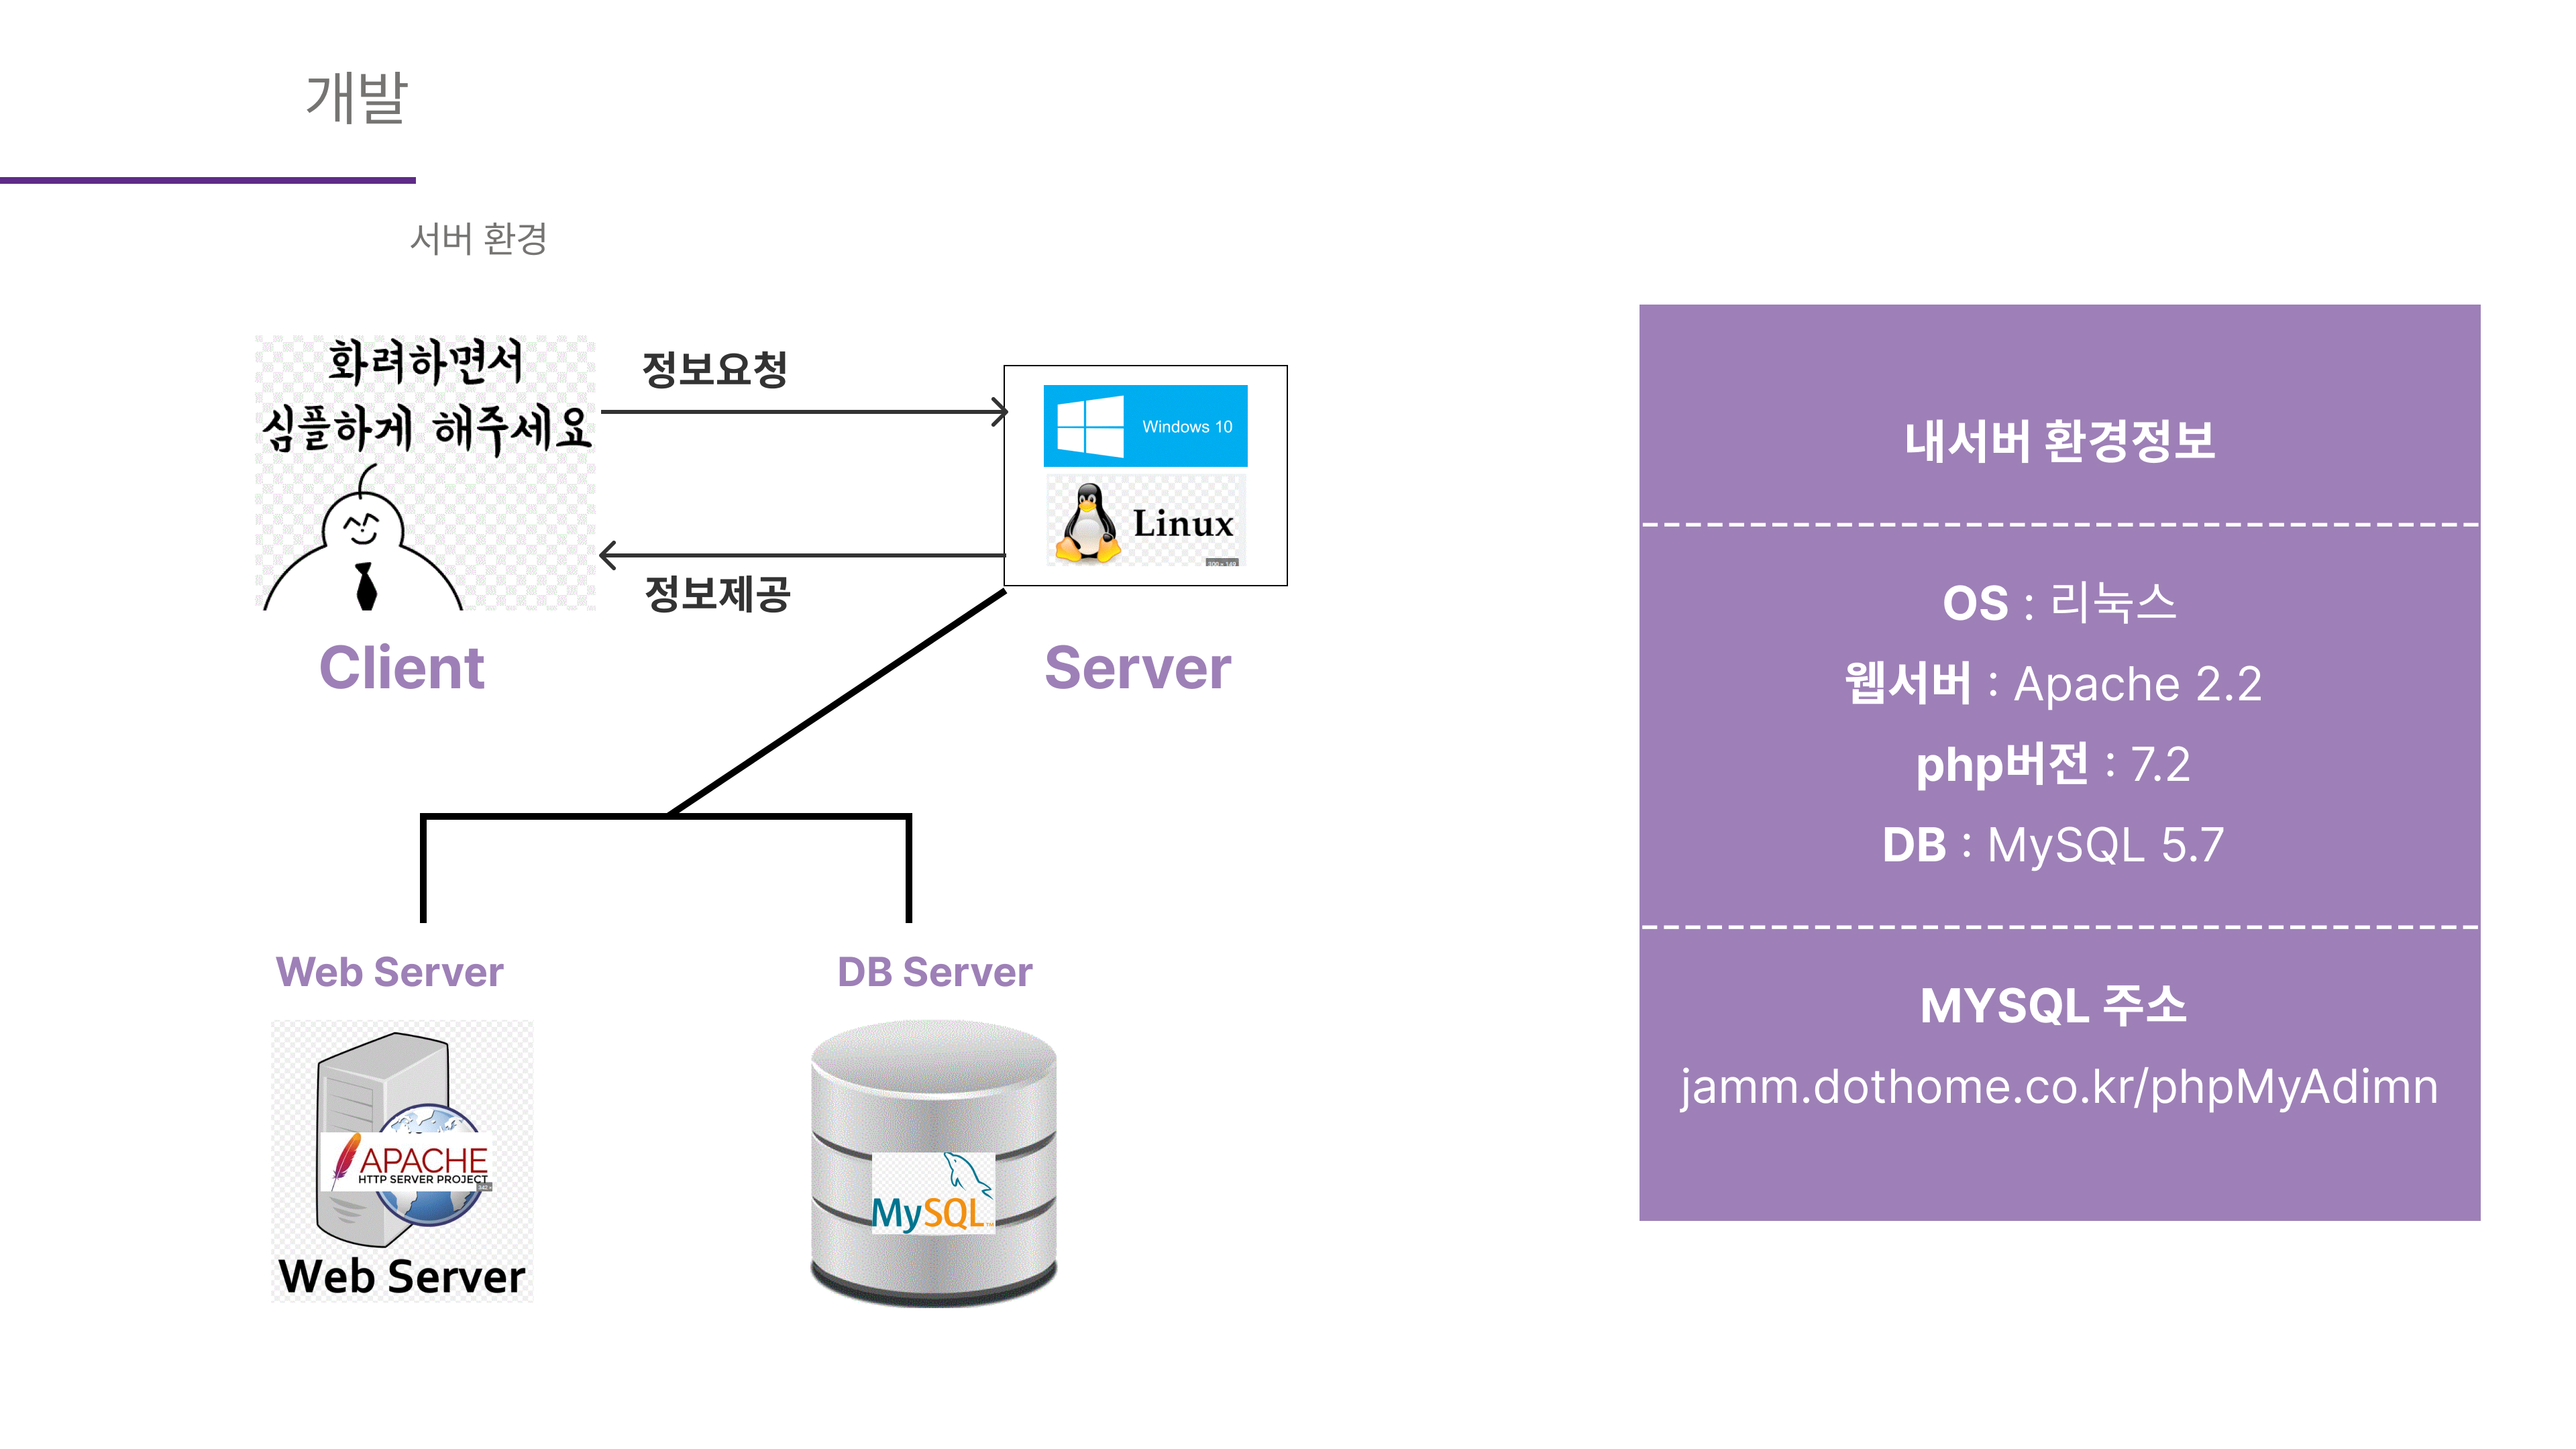 개발
서버 환경
화려하면서
심플하게 해주세요
정보요청
정보제공
Client
Windows 10
Linux
Server
Web Server
DB Server
APACHE
HTTP SERVER PROJECT
Web Server
MySQL™
내서버 환경정보
OS : 리눅스
웹서버 : Apache 2.2
php버전 : 7.2
DB : MySQL 5.7
MYSQL 주소
jamm.dothome.co.kr/phpMyAdimn